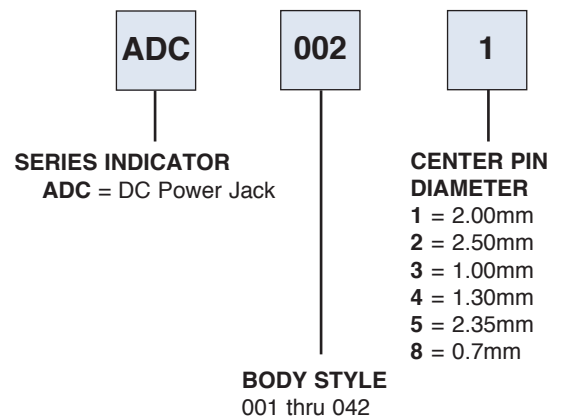 ADC 002 1
SERIES INDICATOR
ADC = DC Power Jack
CENTER PIN
DIAMETER
1 = 2.00mm
2 = 2.50mm
3 = 1.00mm
4 = 1.30mm
5 = 2.35mm
8 = 0.7mm
BODY STYLE
001 thru 042